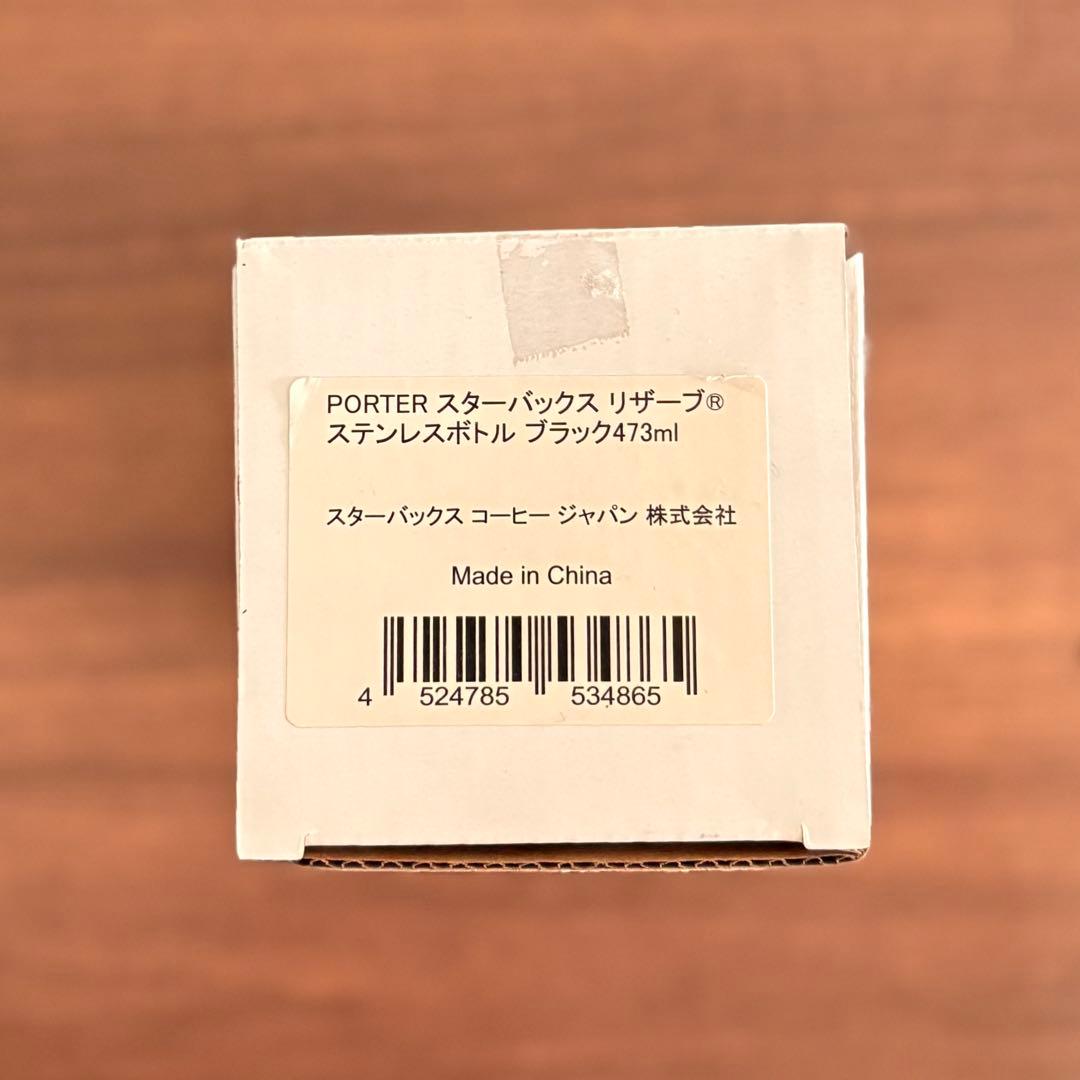 PORTER スターバックス リザーブ®
ステンレスボトル ブラック473ml
スターバックス コーヒー ジャパン 株式会社
Made in China
4 524785 534865